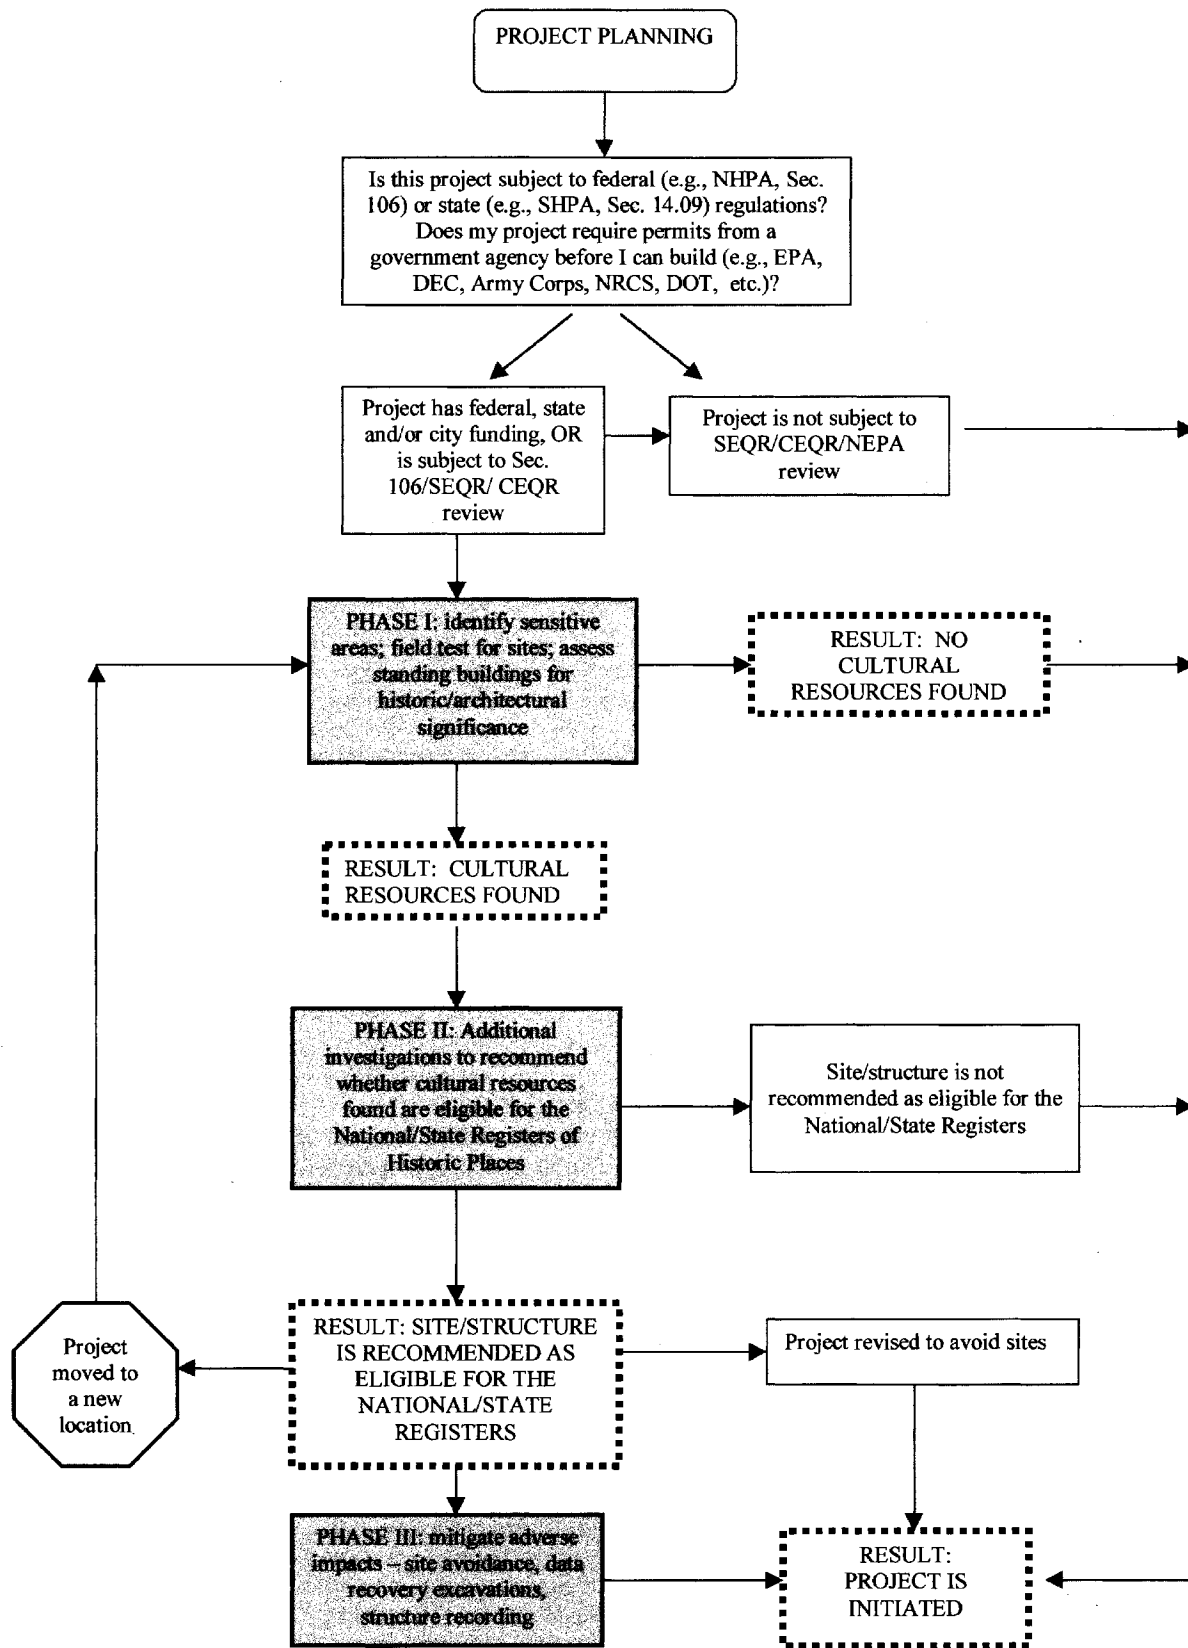 PROJECT PLANNING
Is this project subject to federal (e.g., NHPA, Sec.
106) or state (e.g., SHPA, Sec. 14.09) regulations?
Does my project require permits from a
government agency before I can build (e.g., EPA,
DEC, Army Corps, NRCS, DOT, etc.)?
Project has federal, state
and/or city funding, OR
is subject to Sec.
106/SEQR/ CEQR
review
Project is not subject to
SEQR/CEQR/NEPA
review
PHASE I: identify sensitive
areas; field test for sites; assess
standing buildings for
historic/architectural
significance
RESULT: NO
CULTURAL
RESOURCES FOUND
RESULT: CULTURAL
RESOURCES FOUND
PHASE II: Additional
investigations to recommend
whether cultural resources
found are eligible for the
National/State Registers of
Historic Places
Site/structure is not
recommended as eligible for the
National/State Registers
Project
moved to
a new
location.
RESULT: SITE/STRUCTURE
IS RECOMMENDED AS
ELIGIBLE FOR THE
NATIONAL/STATE
REGISTERS
Project revised to avoid sites
PHASE III: mitigate adverse
impacts – site avoidance, data
recovery excavations,
structure recording
RESULT:
PROJECT IS
INITIATED